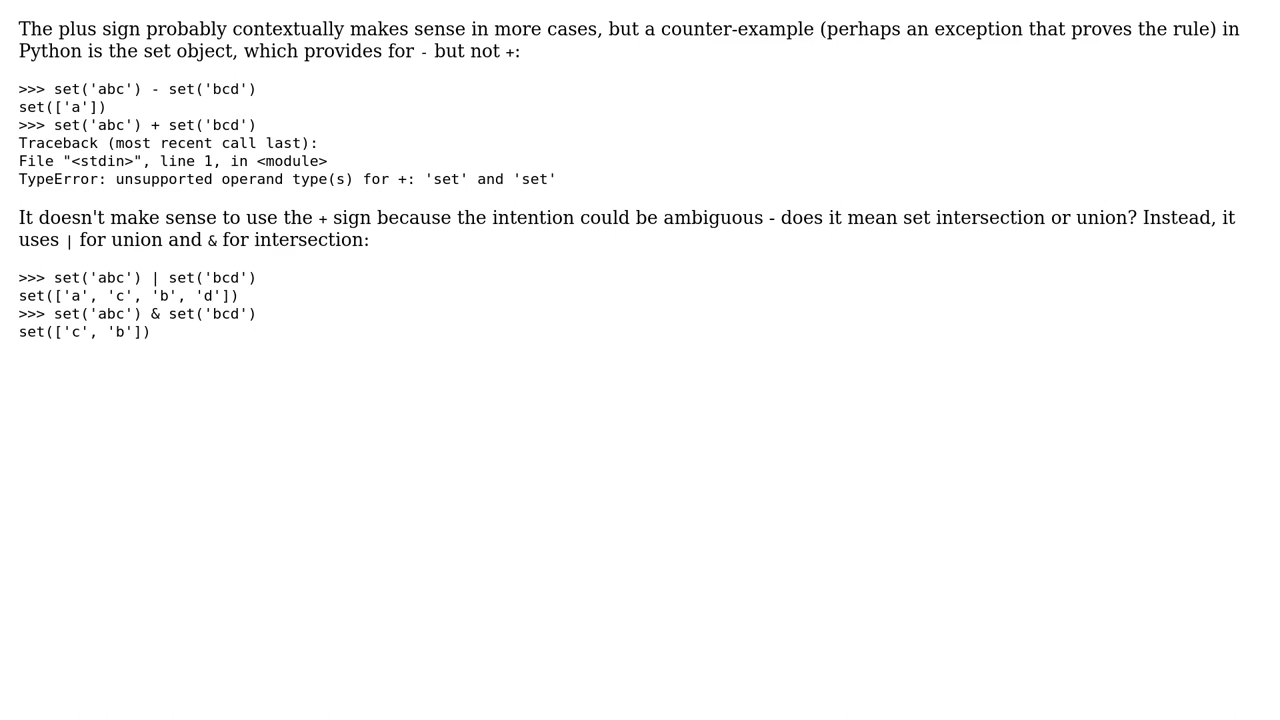 The plus sign probably contextually makes sense in more cases, but a counter-example (perhaps an exception that proves the rule) in
Python is the set object, which provides for - but not +:
>>> set('abc') - set('bcd')
set(['a'])
>>> set('abc') + set('bcd')
Traceback (most recent call last):
File "<stdin>", line 1, in <module>
TypeError: unsupported operand type(s) for +: 'set' and 'set'
It doesn't make sense to use the + sign because the intention could be ambiguous - does it mean set intersection or union? Instead, it
uses | for union and & for intersection:
>>> set('abc') | set('bcd')
set(['a', 'c', 'b', 'd'])
>>> set('abc') & set('bcd')
set(['c', 'b'])